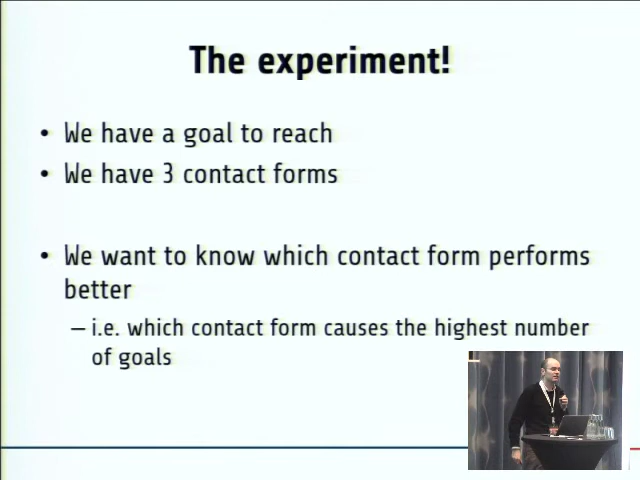 The experiment!
• We have a goal to reach
• We have 3 contact forms
• We want to know which contact form performs
better
– i.e. which contact form causes the highest number
of goals